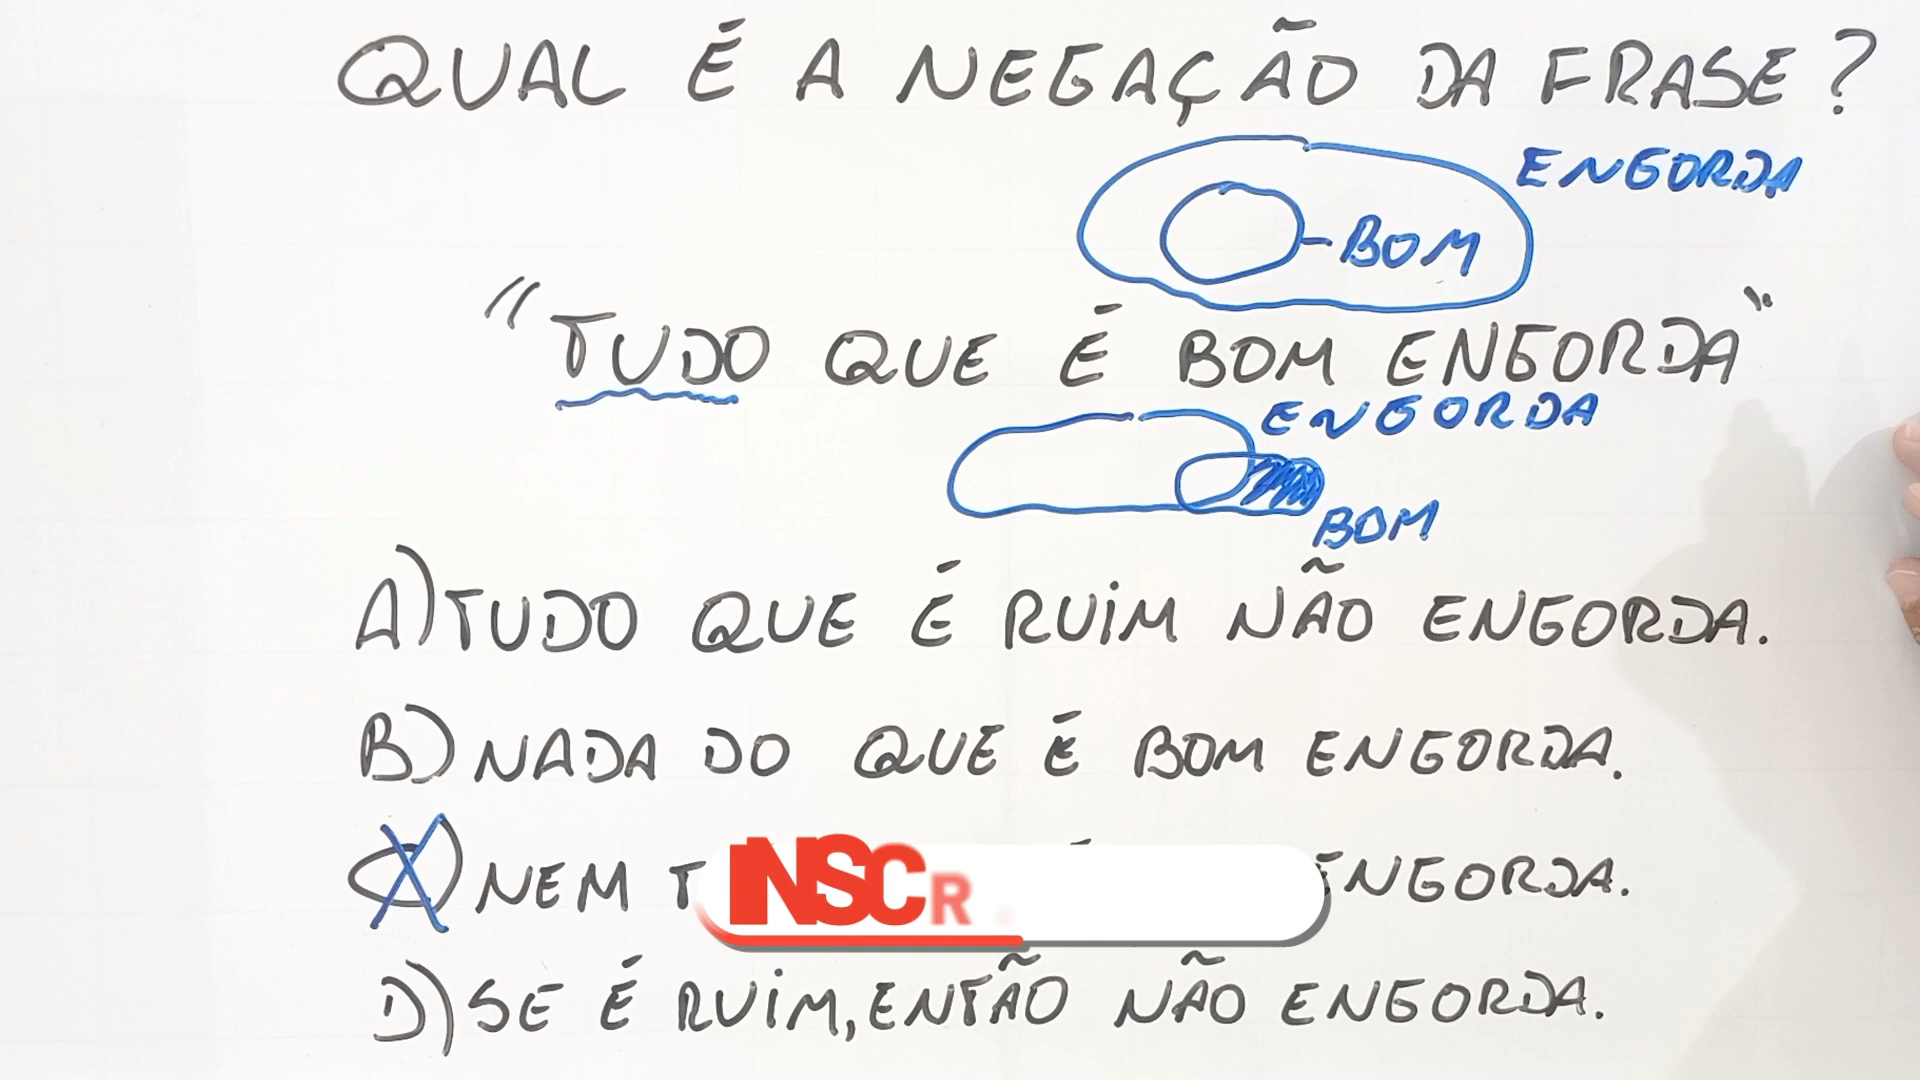 QUAL É A NEGAÇÃO DA FRASE?
ENGORDA
BOM
"TUDO QUE É BOM ENGORDA"
ENGORDA
BOM
A) TUDO QUE É RUIM NÃO ENGORDA.
B) NADA DO QUE É BOM ENGORDA.
C) NEM T É ENGORDA.
INSCR
D) SE É RUIM, ENTÃO NÃO ENGORDA.